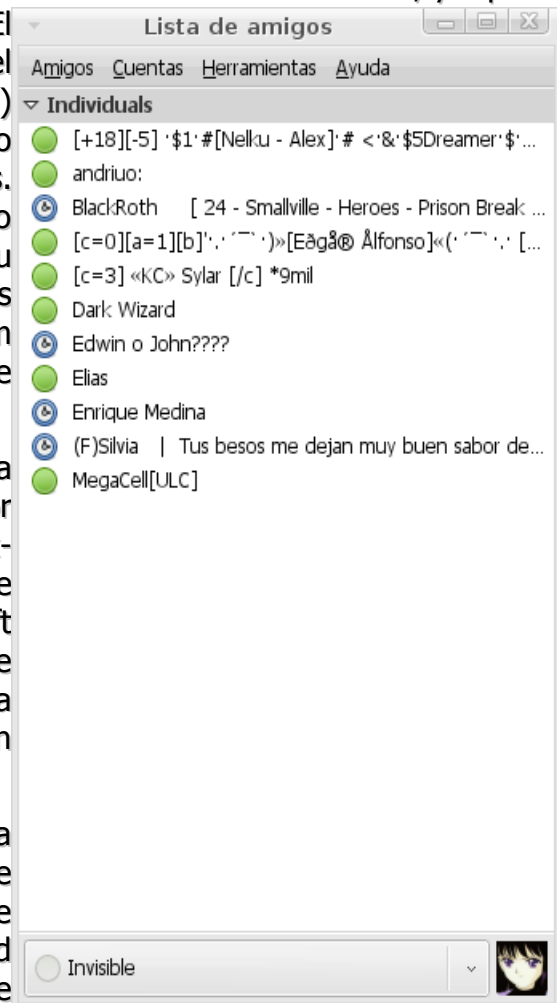 Lista de amigos
Amigos Cuentas Herramientas Ayuda
Individuals
[+18][-5] ·$1·#[Nelku - Alex]·# <·&·$5Dreamer·$·...
andriuo:
BlackRoth [ 24 - Smallville - Heroes - Prison Break ...
[c=0][a=1][b]'·.·´¯`·)»[Eðgå® Ålfonso]«(·´¯`·.· [...
[c=3] «KC» Sylar [/c] *9mil
Dark Wizard
Edwin o John????
Elias
Enrique Medina
(F)Silvia | Tus besos me dejan muy buen sabor de...
MegaCell[ULC]
Invisible